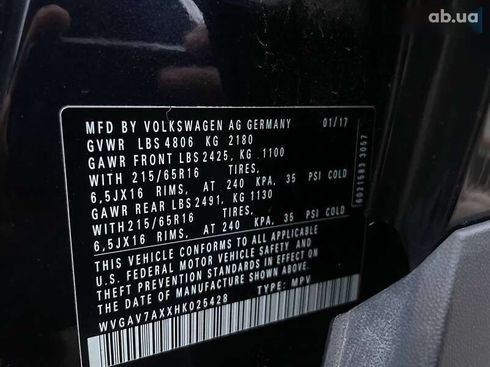 ab.ua
MFD BY VOLKSWAGEN AG GERMANY 01/17
GVWR LBS 4806 KG 2180
GAWR FRONT LBS 2425, KG 1100
WITH 215/65R16 TIRES,
6,5JX16 RIMS, AT 240 KPA, 35 PSI COLD
GAWR REAR LBS 2491, KG 1130
WITH 215/65R16 TIRES,
6,5JX16 RIMS, AT 240 KPA, 35 PSI COLD
THIS VEHICLE CONFORMS TO ALL APPLICABLE
U.S. FEDERAL MOTOR VEHICLE SAFETY AND
THEFT PREVENTION STANDARDS IN EFFECT ON
THE DATE OF MANUFACTURE SHOWN ABOVE
WVGAV7AXXHK025428 TYPE: MPV
6021583 3057